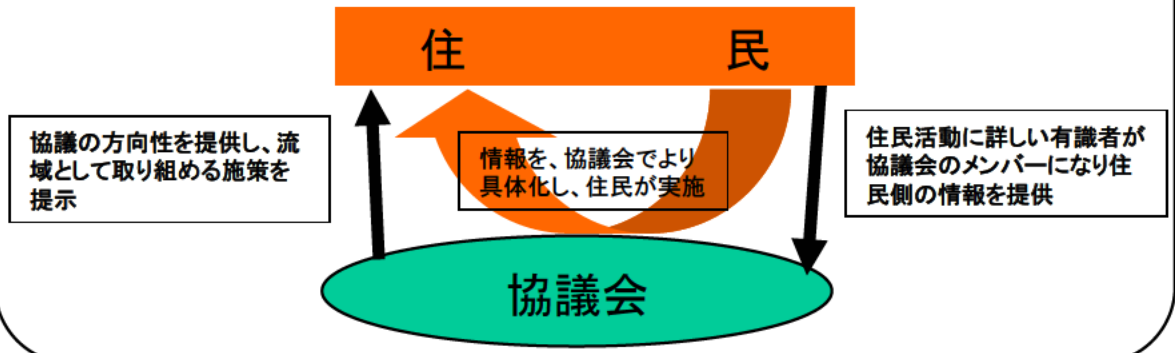 住 民
協議の方向性を提供し、流
域として取り組める施策を
提示
情報を、協議会でより
具体化し、住民が実施
住民活動に詳しい有識者が
協議会のメンバーになり住
民側の情報を提供
協議会